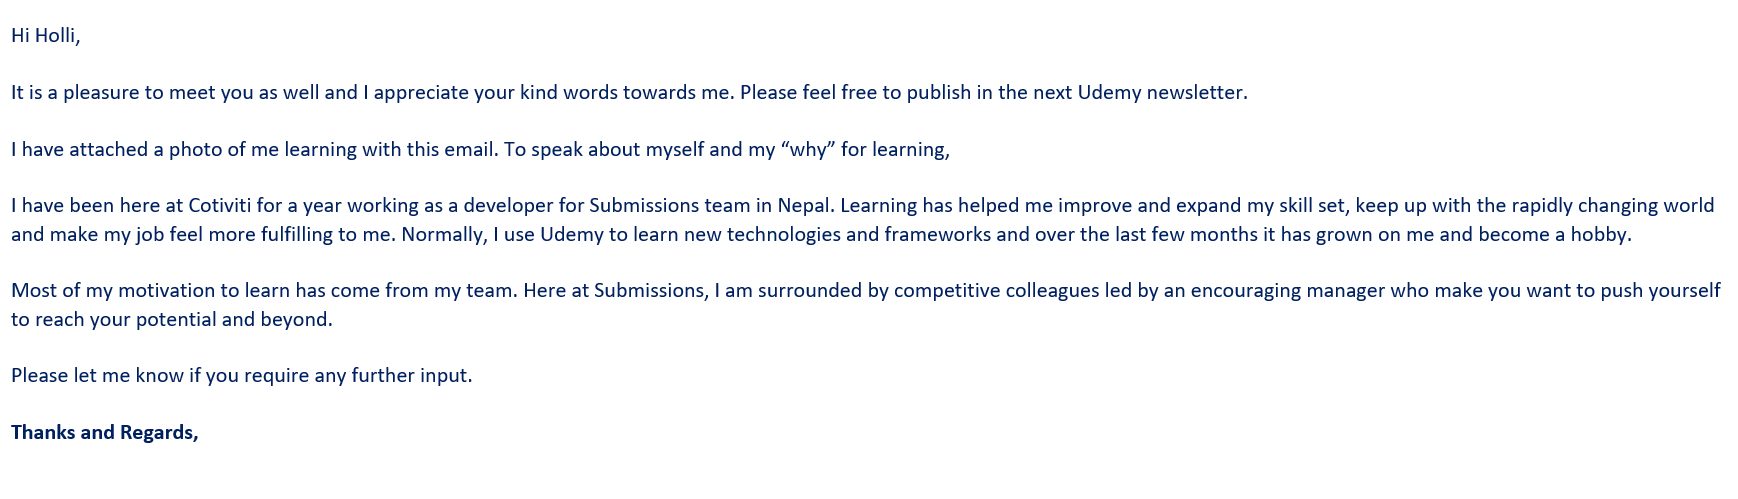 Hi Holli,
It is a pleasure to meet you as well and I appreciate your kind words towards me. Please feel free to publish in the next Udemy newsletter.
I have attached a photo of me learning with this email. To speak about myself and my “why” for learning,
I have been here at Cotiviti for a year working as a developer for Submissions team in Nepal. Learning has helped me improve and expand my skill set, keep up with the rapidly changing world
and make my job feel more fulfilling to me. Normally, I use Udemy to learn new technologies and frameworks and over the last few months it has grown on me and become a hobby.
Most of my motivation to learn has come from my team. Here at Submissions, I am surrounded by competitive colleagues led by an encouraging manager who make you want to push yourself
to reach your potential and beyond.
Please let me know if you require any further input.
Thanks and Regards,